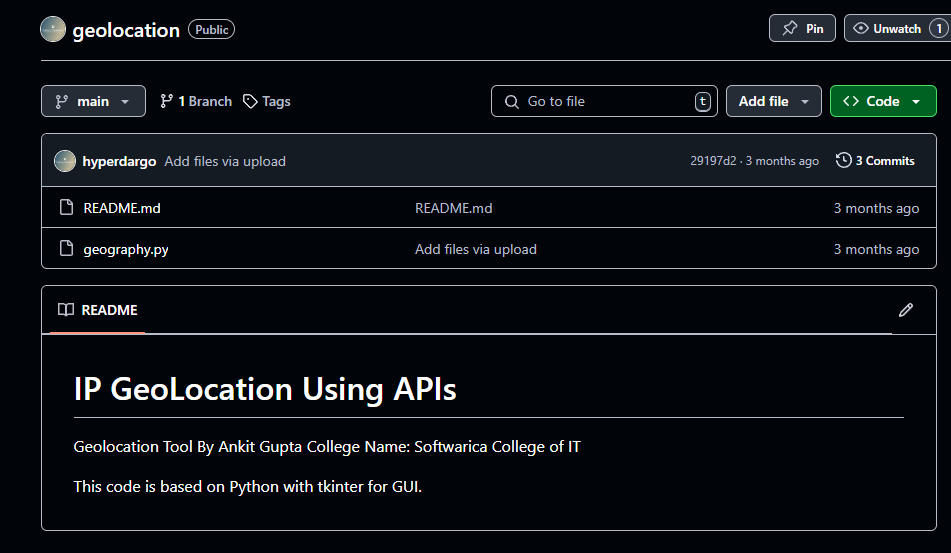 geolocation Public Pin Unwatch 1
main 1 Branch Tags Go to file t Add file Code
hyperdargo Add files via upload 29197d2 · 3 months ago 3 Commits
README.md README.md 3 months ago
geography.py Add files via upload 3 months ago
README
IP GeoLocation Using APIs
Geolocation Tool By Ankit Gupta College Name: Softwarica College of IT
This code is based on Python with tkinter for GUI.